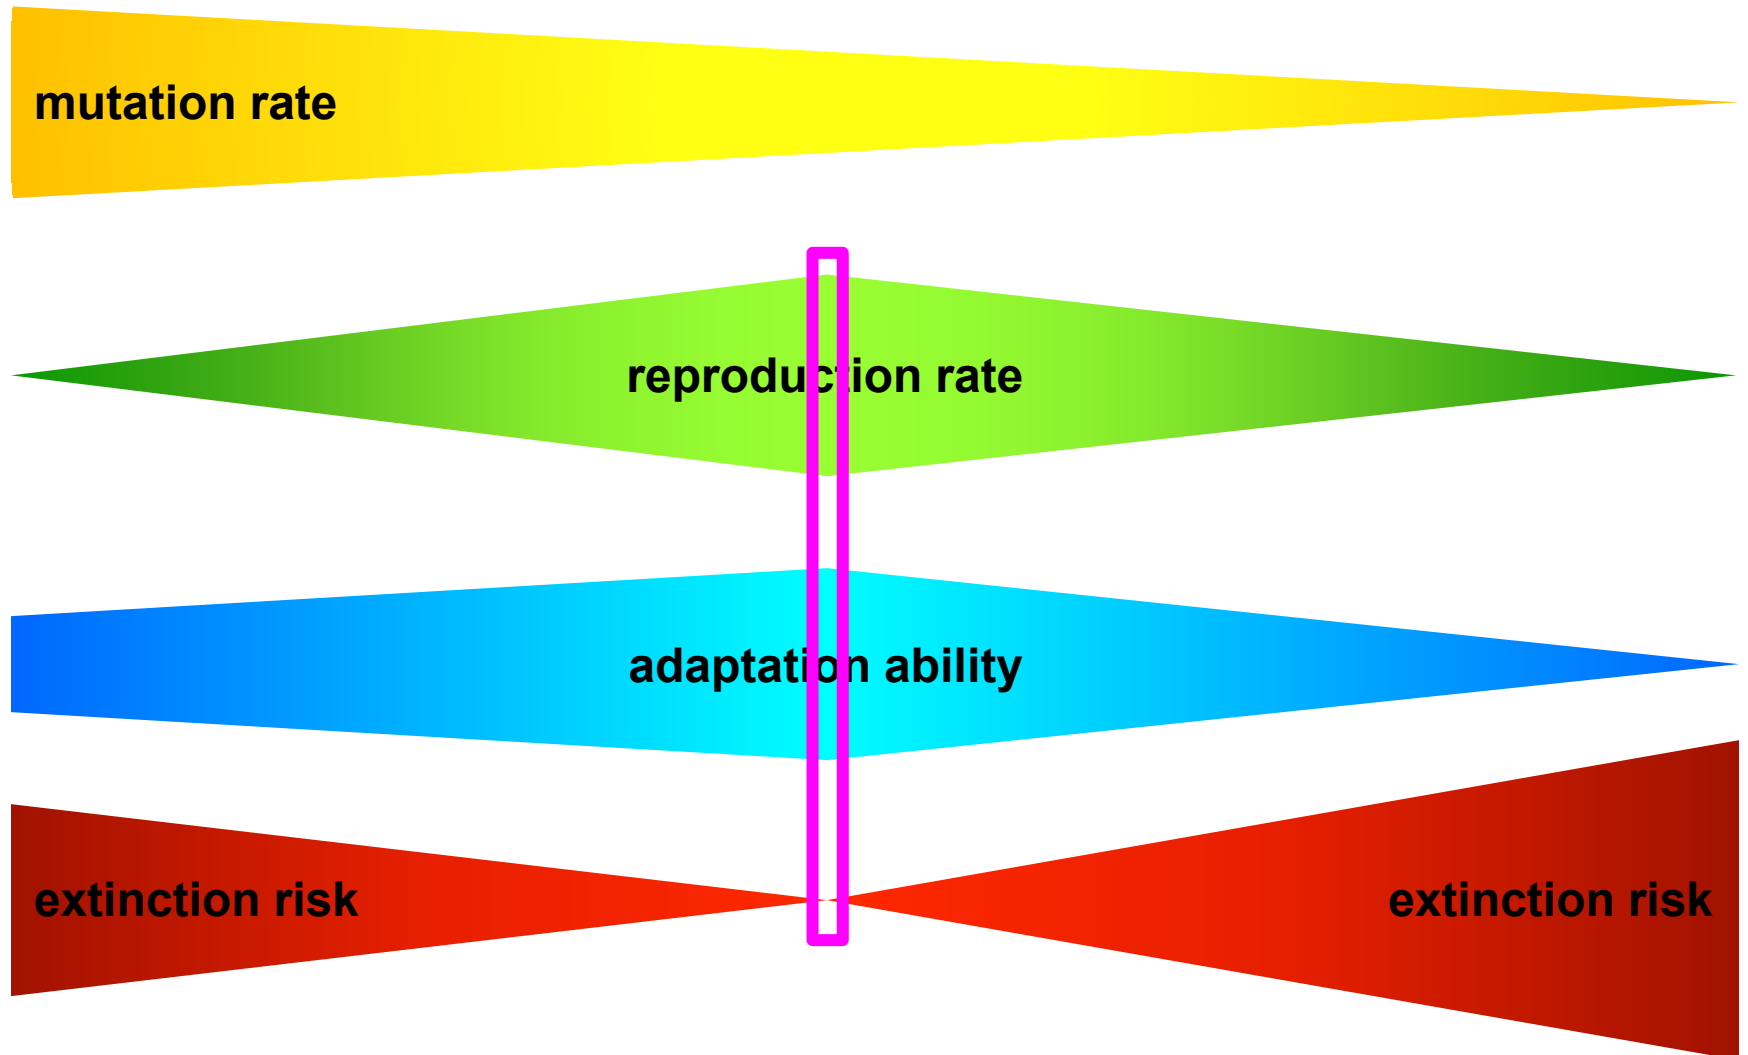 mutation rate
reproduction rate
adaptation ability
extinction risk
extinction risk